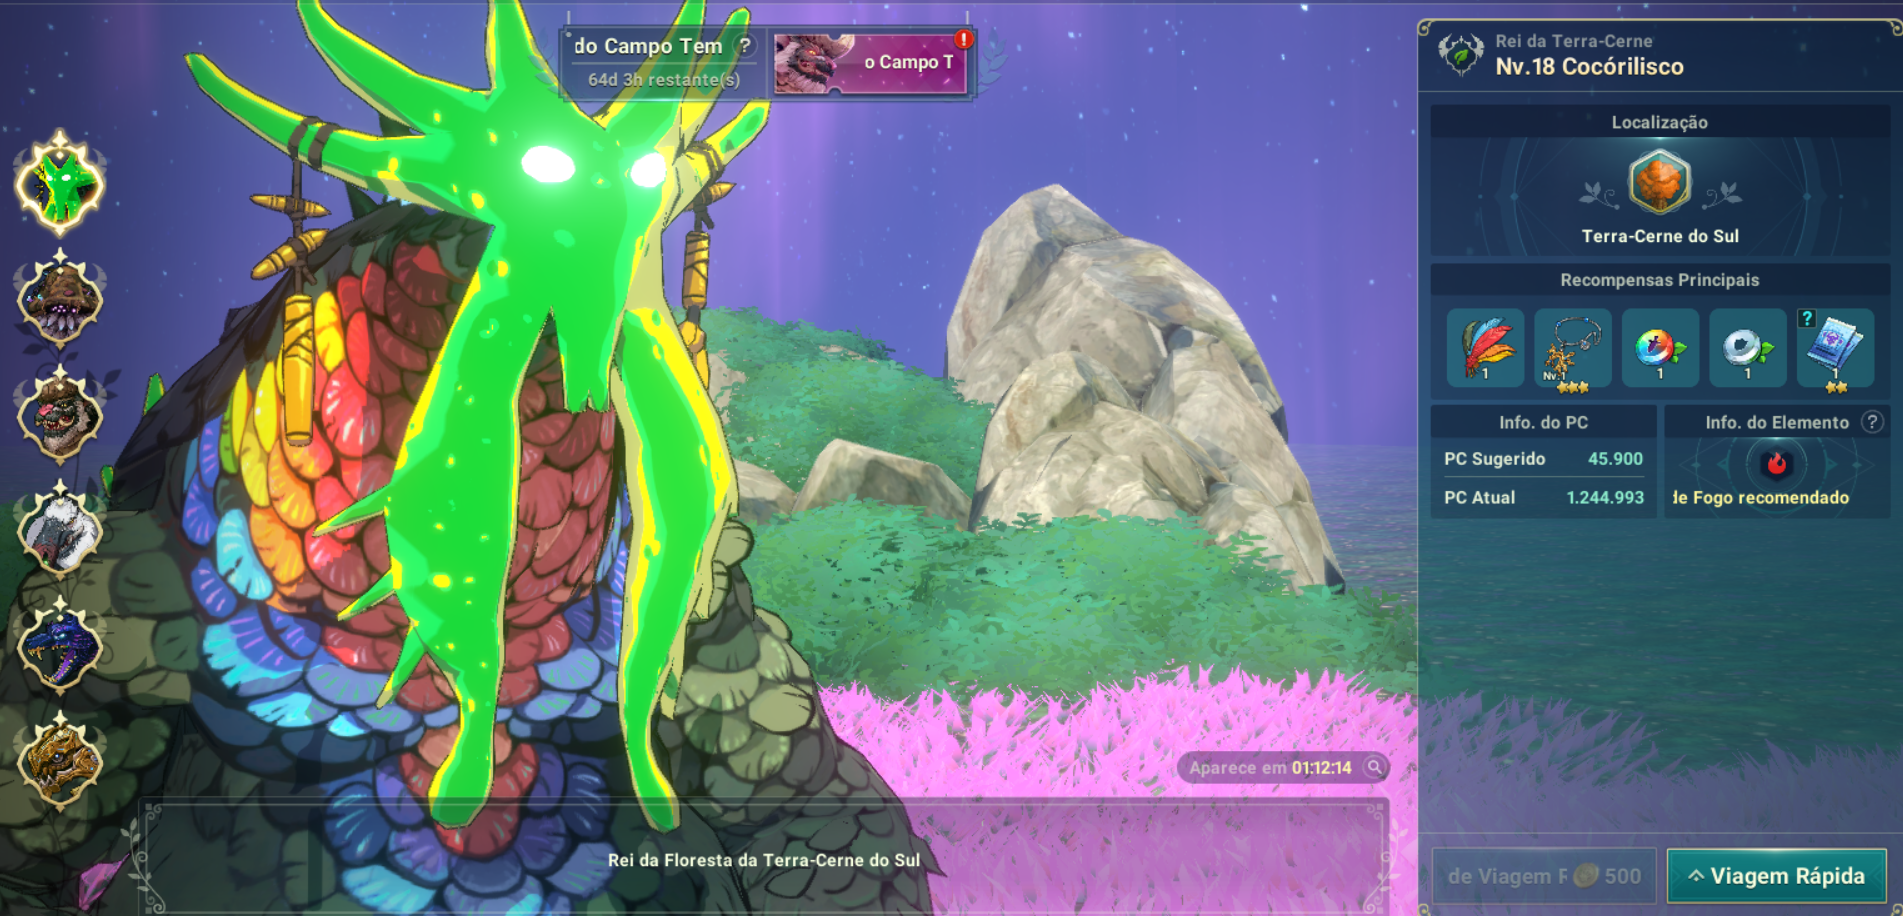 do Campo Tem ?
64d 3h restante(s)
o Campo T
!
Rei da Terra-Cerne
Nv.18 Cocórilisco
Localização
Terra-Cerne do Sul
Recompensas Principais
1
Nv.1
1
1
?
1
Info. do PC
PC Sugerido 45.900
PC Atual 1.244.993
Info. do Elemento ?
de Fogo recomendado
Aparece em 01:12:14
Rei da Floresta da Terra-Cerne do Sul
de Viagem F 500
Viagem Rápida